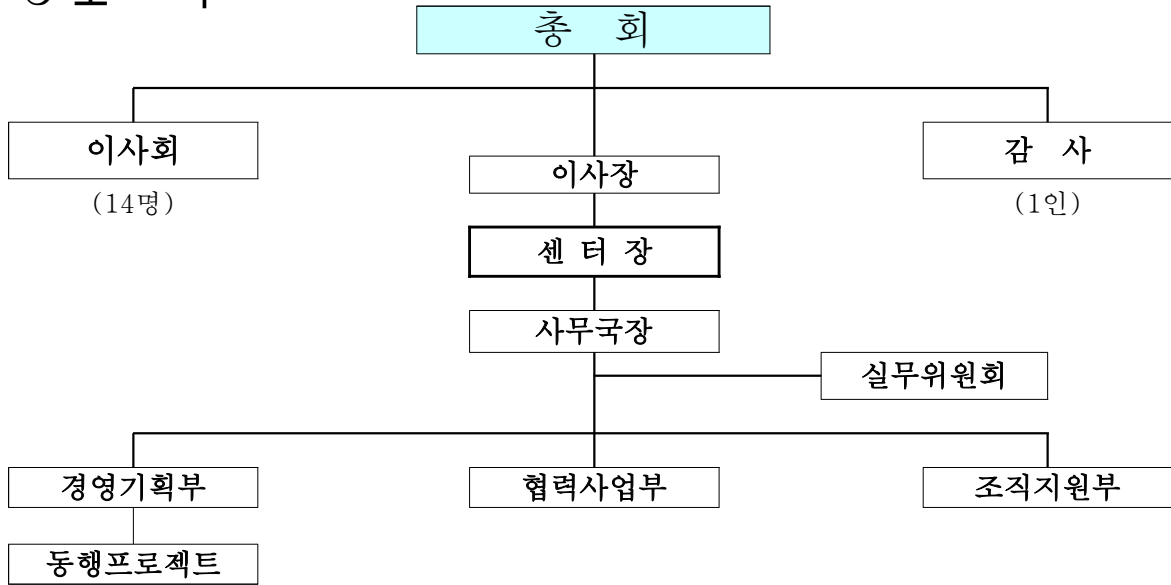 총 회
이사회
감 사
이사장
(14명)
(1인)
센 터 장
사무국장
실무위원회
경영기획부
협력사업부
조직지원부
동행프로젝트